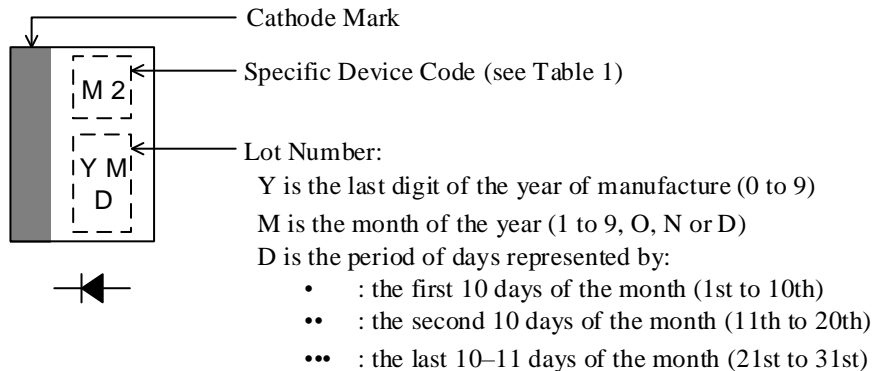 Cathode Mark
Specific Device Code (see Table 1)
M 2
Lot Number:
Y M
D
Y is the last digit of the year of manufacture (0 to 9)
M is the month of the year (1 to 9, O, N or D)
D is the period of days represented by:
• : the first 10 days of the month (1st to 10th)
•• : the second 10 days of the month (11th to 20th)
••• : the last 10–11 days of the month (21st to 31st)